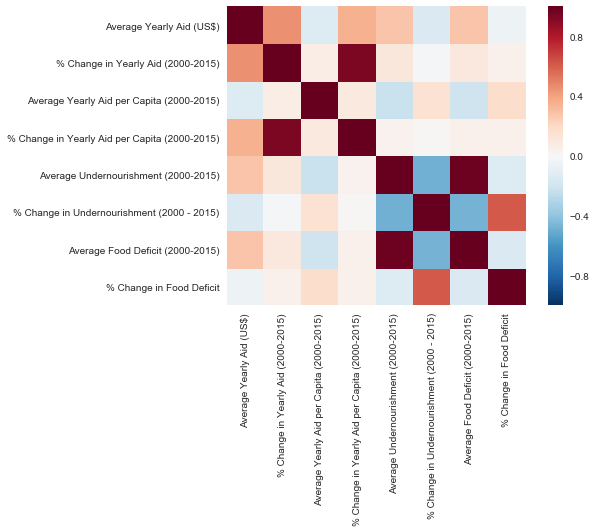 Average Yearly Aid (US$)
% Change in Yearly Aid (2000-2015)
Average Yearly Aid per Capita (2000-2015)
% Change in Yearly Aid per Capita (2000-2015)
Average Undernourishment (2000-2015)
% Change in Undernourishment (2000 - 2015)
Average Food Deficit (2000-2015)
% Change in Food Deficit
0.8
0.4
0.0
−0.4
−0.8
Average Yearly Aid (US$)
% Change in Yearly Aid (2000-2015)
Average Yearly Aid per Capita (2000-2015)
% Change in Yearly Aid per Capita (2000-2015)
Average Undernourishment (2000-2015)
% Change in Undernourishment (2000 - 2015)
Average Food Deficit (2000-2015)
% Change in Food Deficit